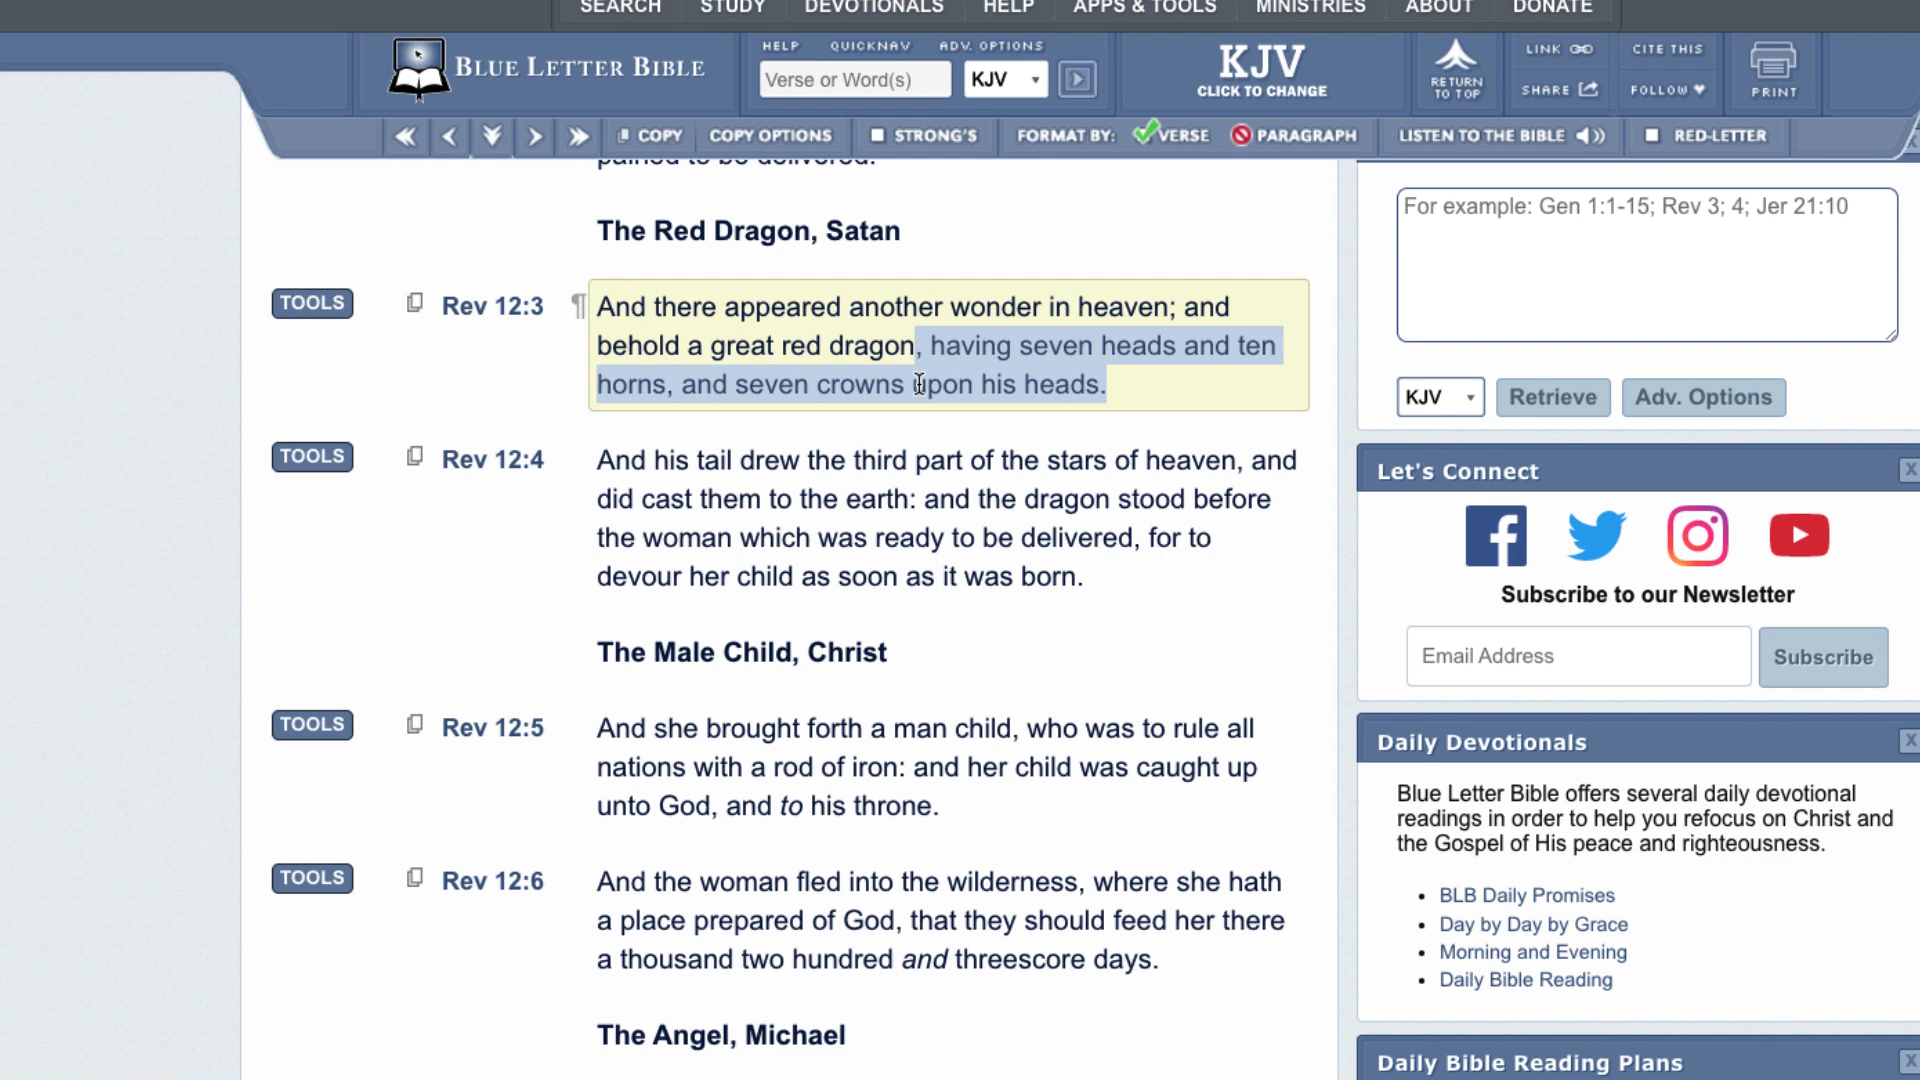 SEARCH STUDY DEVOTIONALS HELP APPS & TOOLS MINISTRIES ABOUT DONATE
BLUE LETTER BIBLE
HELP QUICKNAV ADV. OPTIONS
Verse or Word(s) KJV
KJV
CLICK TO CHANGE
RETURN
TO TOP
LINK
SHARE
CITE THIS
FOLLOW
PRINT
COPY COPY OPTIONS STRONG'S FORMAT BY: VERSE PARAGRAPH LISTEN TO THE BIBLE RED-LETTER
pained to be delivered.
The Red Dragon, Satan
TOOLS Rev 12:3 ¶ And there appeared another wonder in heaven; and
behold a great red dragon, having seven heads and ten
horns, and seven crowns upon his heads.
TOOLS Rev 12:4 And his tail drew the third part of the stars of heaven, and
did cast them to the earth: and the dragon stood before
the woman which was ready to be delivered, for to
devour her child as soon as it was born.
The Male Child, Christ
TOOLS Rev 12:5 And she brought forth a man child, who was to rule all
nations with a rod of iron: and her child was caught up
unto God, and to his throne.
TOOLS Rev 12:6 And the woman fled into the wilderness, where she hath
a place prepared of God, that they should feed her there
a thousand two hundred and threescore days.
The Angel, Michael
For example: Gen 1:1-15; Rev 3; 4; Jer 21:10
KJV Retrieve Adv. Options
Let's Connect X
Subscribe to our Newsletter
Email Address Subscribe
Daily Devotionals X
Blue Letter Bible offers several daily devotional
readings in order to help you refocus on Christ and
the Gospel of His peace and righteousness.
• BLB Daily Promises
• Day by Day by Grace
• Morning and Evening
• Daily Bible Reading
Daily Bible Reading Plans X